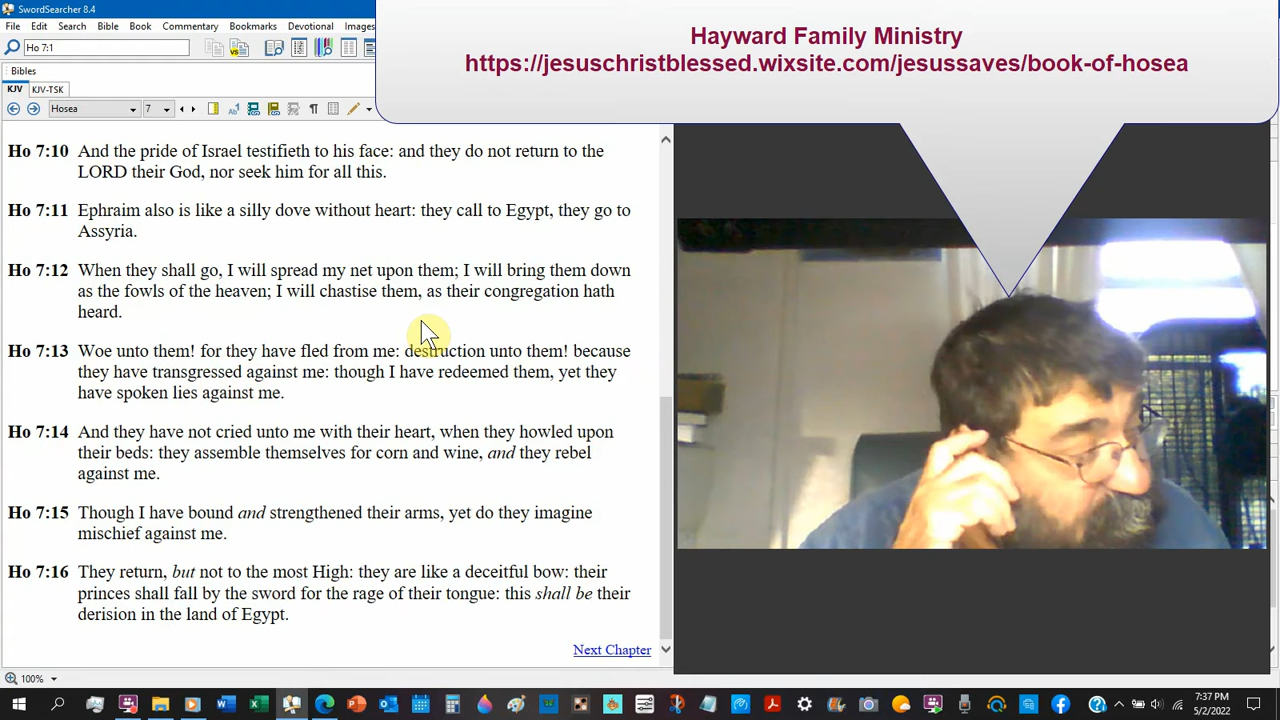 SwordSearcher 8.4
File Edit Search Bible Book Commentary Bookmarks Devotional Images
Ho 7:1
Hayward Family Ministry
https://jesuschristblessed.wixsite.com/jesussaves/book-of-hosea
Bibles
KJV KJV-TSK
Hosea 7
Ho 7:10 And the pride of Israel testifieth to his face: and they do not return to the
LORD their God, nor seek him for all this.
Ho 7:11 Ephraim also is like a silly dove without heart: they call to Egypt, they go to
Assyria.
Ho 7:12 When they shall go, I will spread my net upon them; I will bring them down
as the fowls of the heaven; I will chastise them, as their congregation hath
heard.
Ho 7:13 Woe unto them! for they have fled from me: destruction unto them! because
they have transgressed against me: though I have redeemed them, yet they
have spoken lies against me.
Ho 7:14 And they have not cried unto me with their heart, when they howled upon
their beds: they assemble themselves for corn and wine, and they rebel
against me.
Ho 7:15 Though I have bound and strengthened their arms, yet do they imagine
mischief against me.
Ho 7:16 They return, but not to the most High: they are like a deceitful bow: their
princes shall fall by the sword for the rage of their tongue: this shall be their
derision in the land of Egypt.
Next Chapter
100%
7:37 PM
5/2/2022